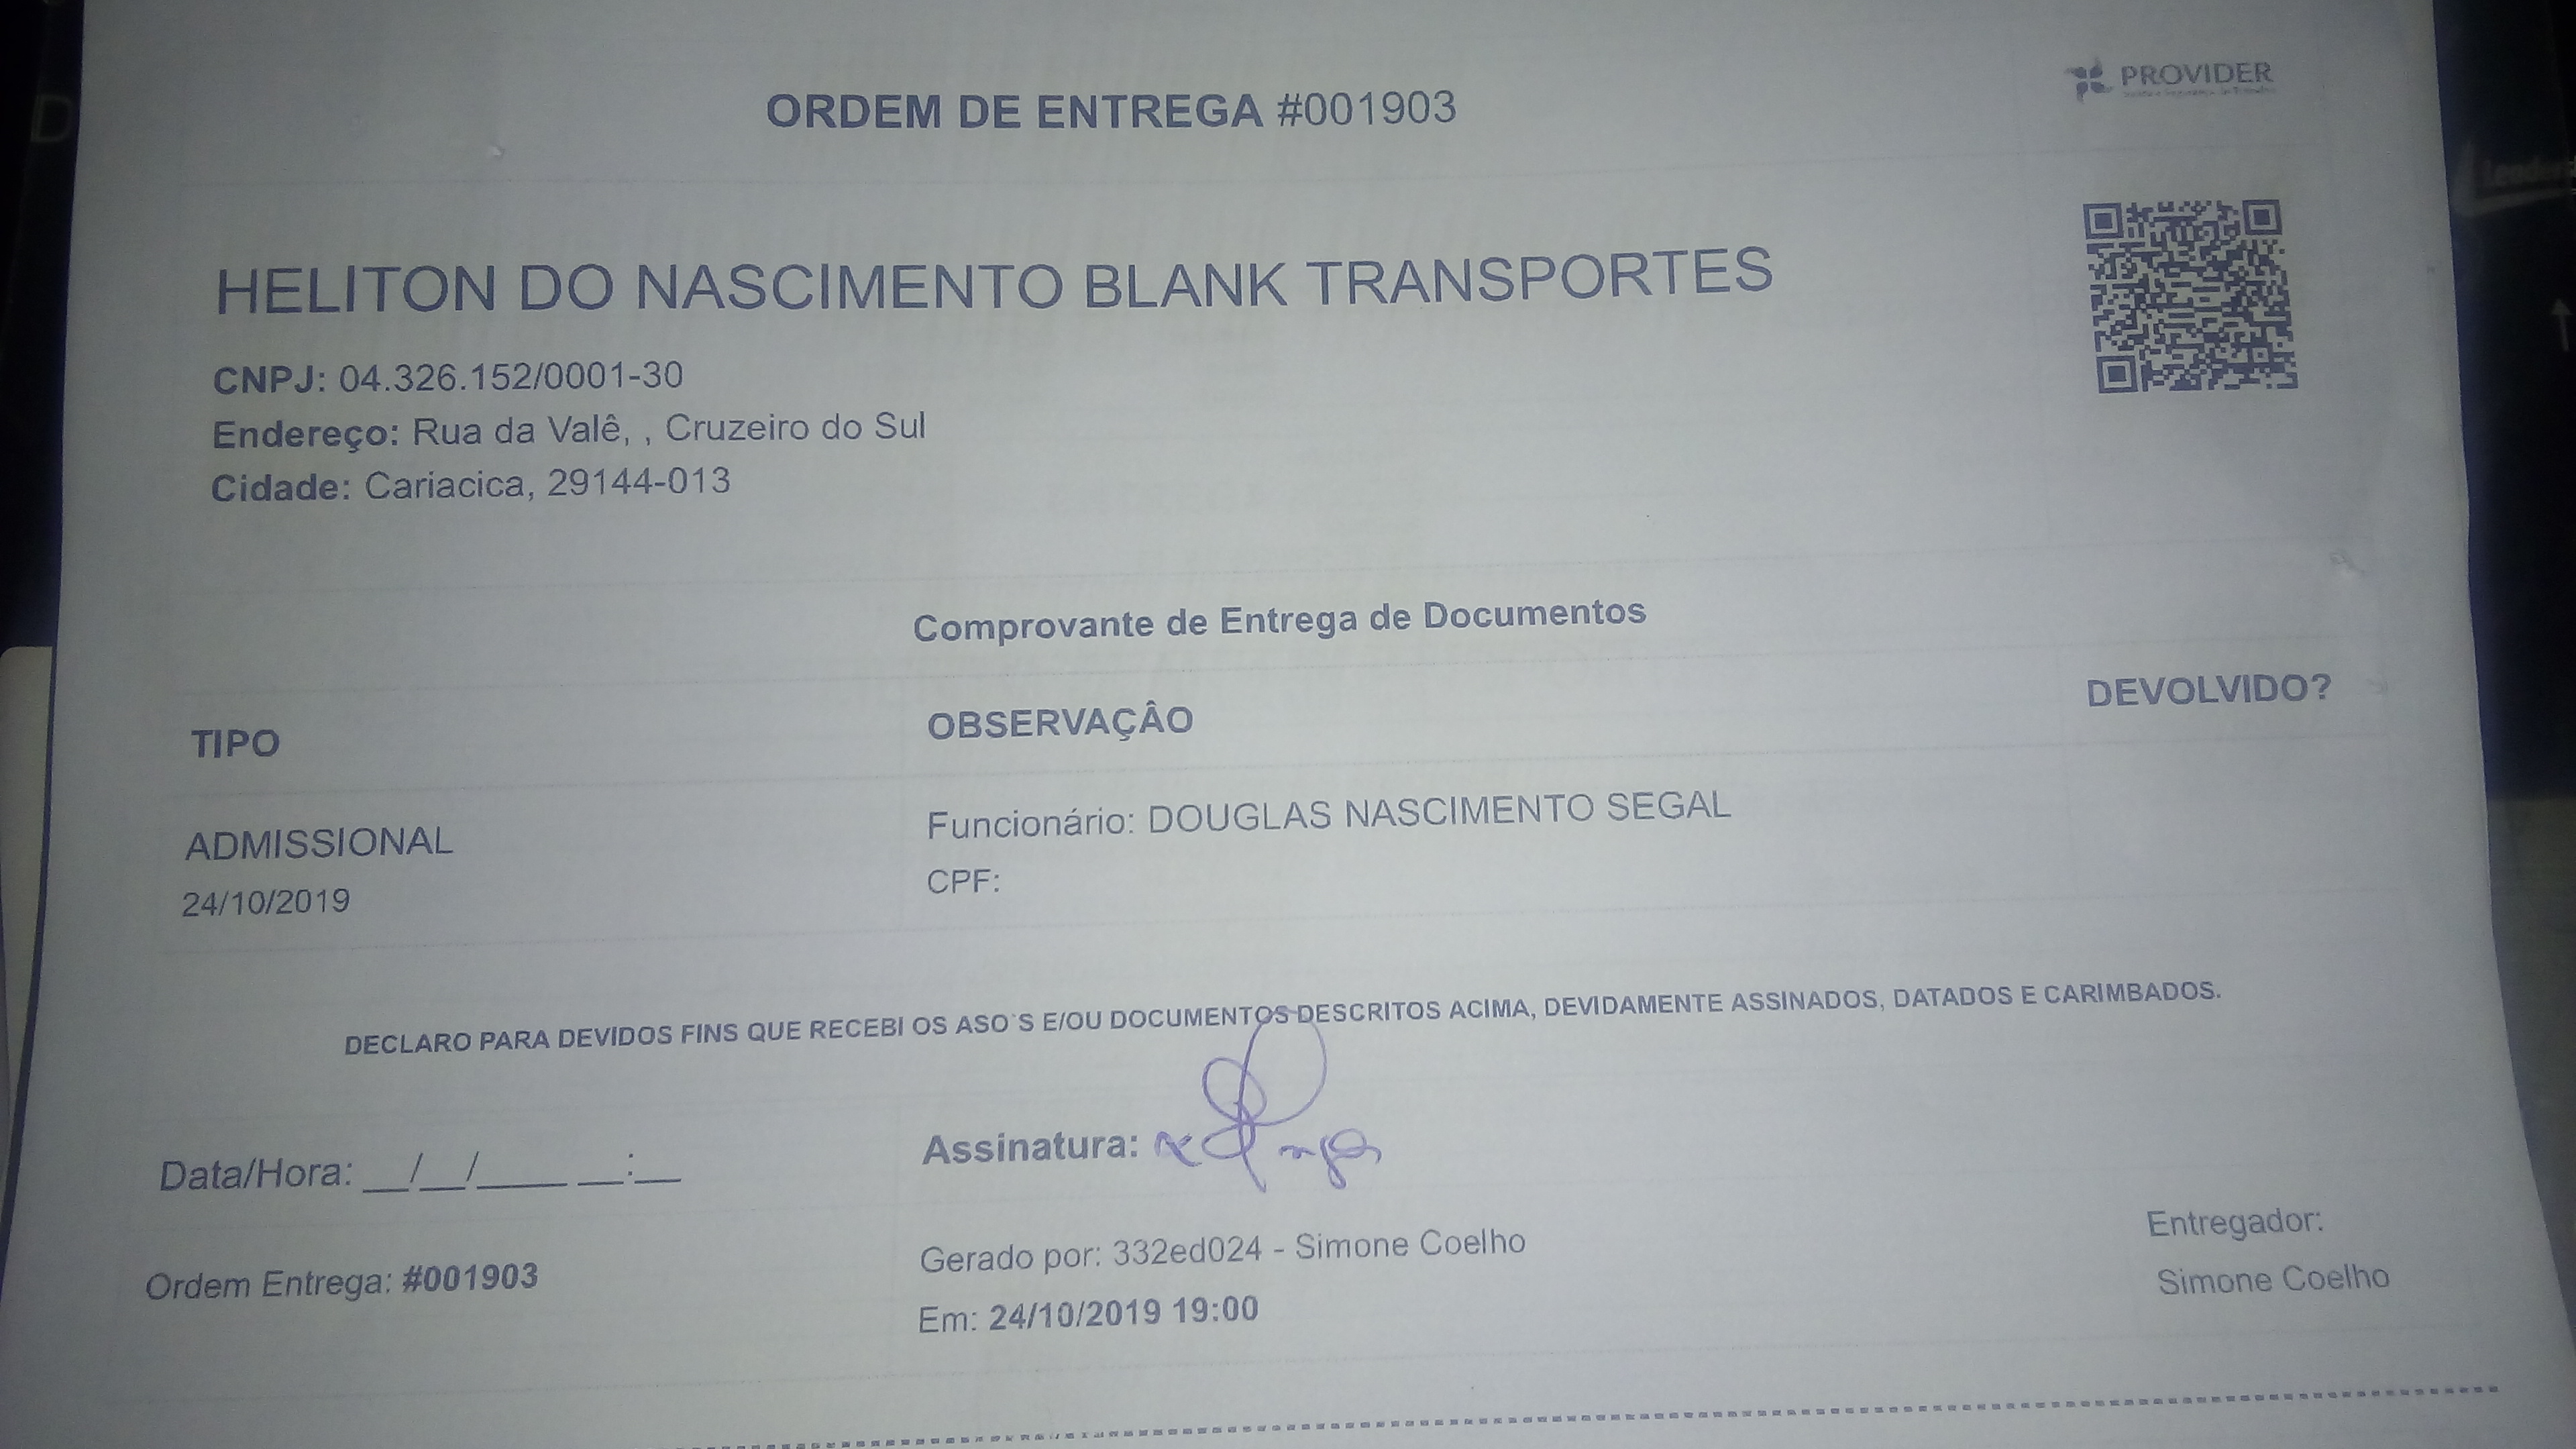 PROVIDER
ORDEM DE ENTREGA #001903
HELITON DO NASCIMENTO BLANK TRANSPORTES
CNPJ: 04.326.152/0001-30
Endereço: Rua da Valê, , Cruzeiro do Sul
Cidade: Cariacica, 29144-013
Comprovante de Entrega de Documentos
TIPO OBSERVAÇÂO DEVOLVIDO?
ADMISSIONAL
24/10/2019
Funcionário: DOUGLAS NASCIMENTO SEGAL
CPF:
DECLARO PARA DEVIDOS FINS QUE RECEBI OS ASO`S E/OU DOCUMENTOS DESCRITOS ACIMA, DEVIDAMENTE ASSINADOS, DATADOS E CARIMBADOS.
Data/Hora: __/__/____ __:__
Assinatura:
Ordem Entrega: #001903
Gerado por: 332ed024 - Simone Coelho
Em: 24/10/2019 19:00
Entregador:
Simone Coelho